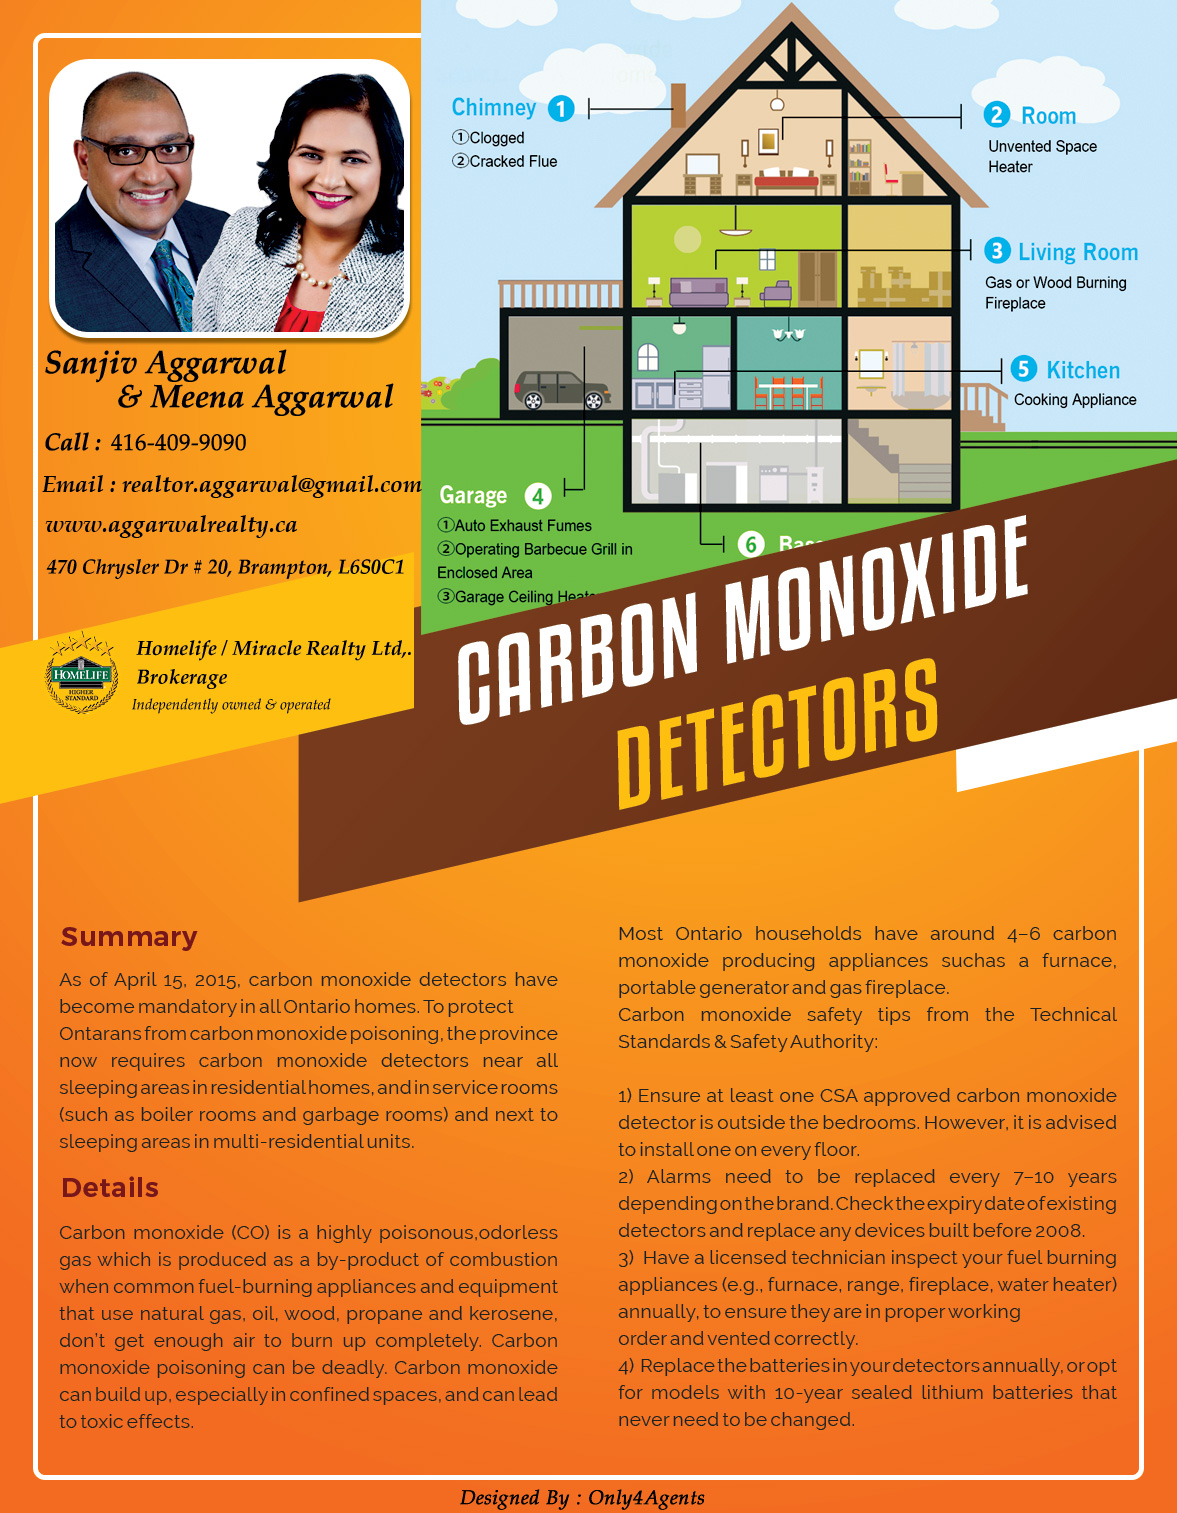 Chimney 1
①Clogged
②Cracked Flue
2 Room
Unvented Space
Heater
3 Living Room
Gas or Wood Burning
Fireplace
5 Kitchen
Cooking Appliance
Garage 4
①Auto Exhaust Fumes
②Operating Barbecue Grill in
Enclosed Area
③Garage Ceiling
6
Sanjiv Aggarwal
& Meena Aggarwal
Call : 416-409-9090
Email : realtor.aggarwal@gmail.com
www.aggarwalrealty.ca
470 Chrysler Dr # 20, Brampton, L6S0C1
HOMELIFE
HIGHER
STANDARD
Homelife / Miracle Realty Ltd,.
Brokerage
Independently owned & operated
CARBON MONOXIDE
DETECTORS
Summary
As of April 15, 2015, carbon monoxide detectors have
become mandatory in all Ontario homes. To protect
Ontarans from carbon monoxide poisoning, the province
now requires carbon monoxide detectors near all
sleeping areas in residential homes, and in service rooms
(such as boiler rooms and garbage rooms) and next to
sleeping areas in multi-residential units.
Details
Carbon monoxide (CO) is a highly poisonous,odorless
gas which is produced as a by-product of combustion
when common fuel-burning appliances and equipment
that use natural gas, oil, wood, propane and kerosene,
don't get enough air to burn up completely. Carbon
monoxide poisoning can be deadly. Carbon monoxide
can build up, especially in confined spaces, and can lead
to toxic effects.
Most Ontario households have around 4–6 carbon
monoxide producing appliances suchas a furnace,
portable generator and gas fireplace.
Carbon monoxide safety tips from the Technical
Standards & Safety Authority:
1) Ensure at least one CSA approved carbon monoxide
detector is outside the bedrooms. However, it is advised
to install one on every floor.
2) Alarms need to be replaced every 7–10 years
depending on the brand. Check the expiry date of existing
detectors and replace any devices built before 2008.
3) Have a licensed technician inspect your fuel burning
appliances (e.g., furnace, range, fireplace, water heater)
annually, to ensure they are in proper working
order and vented correctly.
4) Replace the batteries in your detectors annually, or opt
for models with 10-year sealed lithium batteries that
never need to be changed.
Designed By : Only4Agents